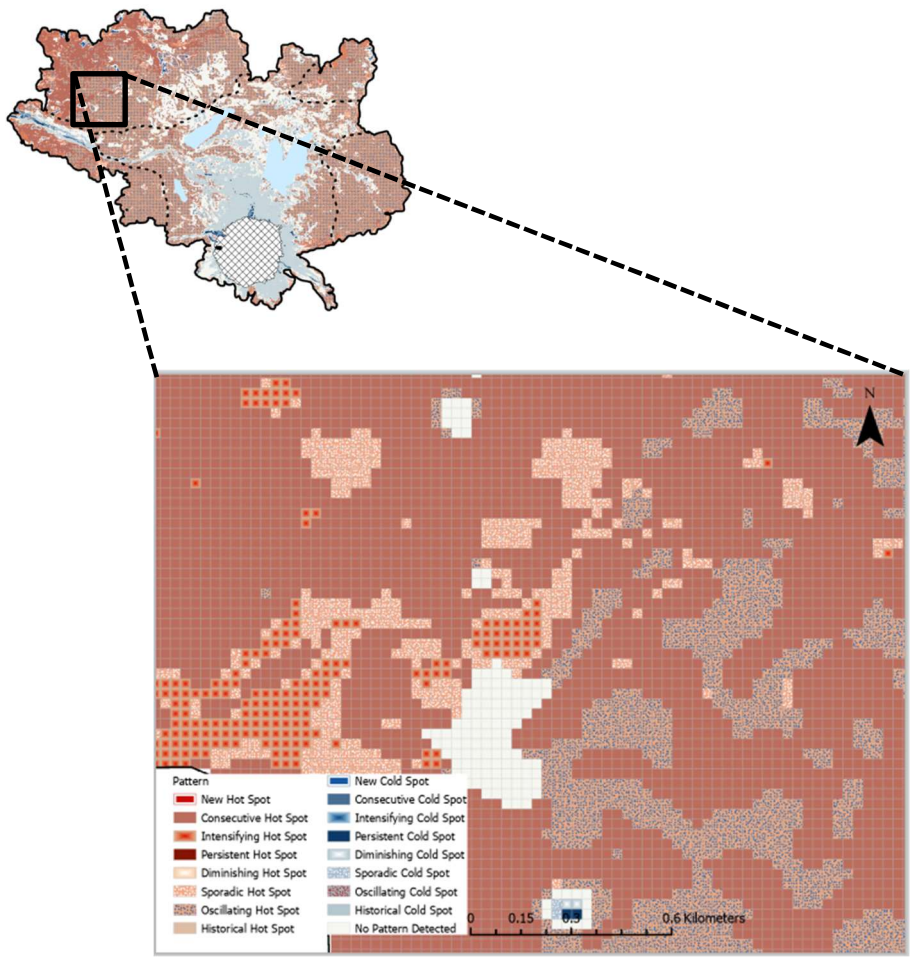 N
Pattern
New Hot Spot
Consecutive Hot Spot
Intensifying Hot Spot
Persistent Hot Spot
Diminishing Hot Spot
Sporadic Hot Spot
Oscillating Hot Spot
Historical Hot Spot
New Cold Spot
Consecutive Cold Spot
Intensifying Cold Spot
Persistent Cold Spot
Diminishing Cold Spot
Sporadic Cold Spot
Oscillating Cold Spot
Historical Cold Spot
No Pattern Detected
0 0.15 0.3 0.6 Kilometers